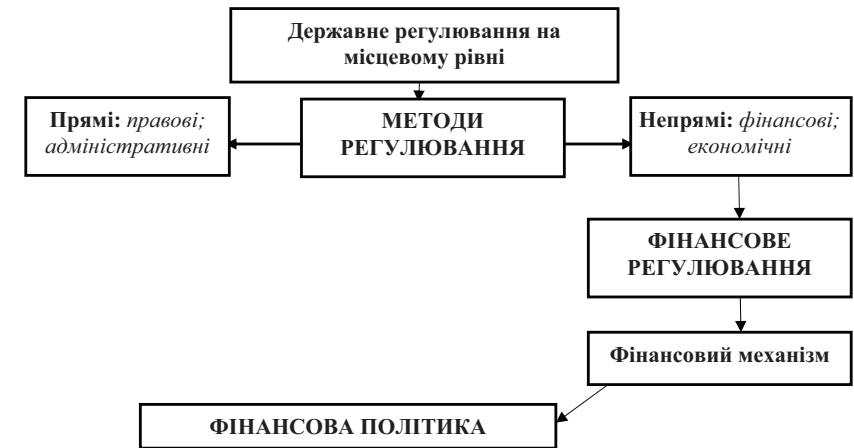 Державне регулювання на
місцевому рівні
Прямі: правові;
адміністративні
МЕТОДИ
РЕГУЛЮВАННЯ
Непрямі: фінансові;
економічні
ФІНАНСОВЕ
РЕГУЛЮВАННЯ
Фінансовий механізм
ФІНАНСОВА ПОЛІТИКА